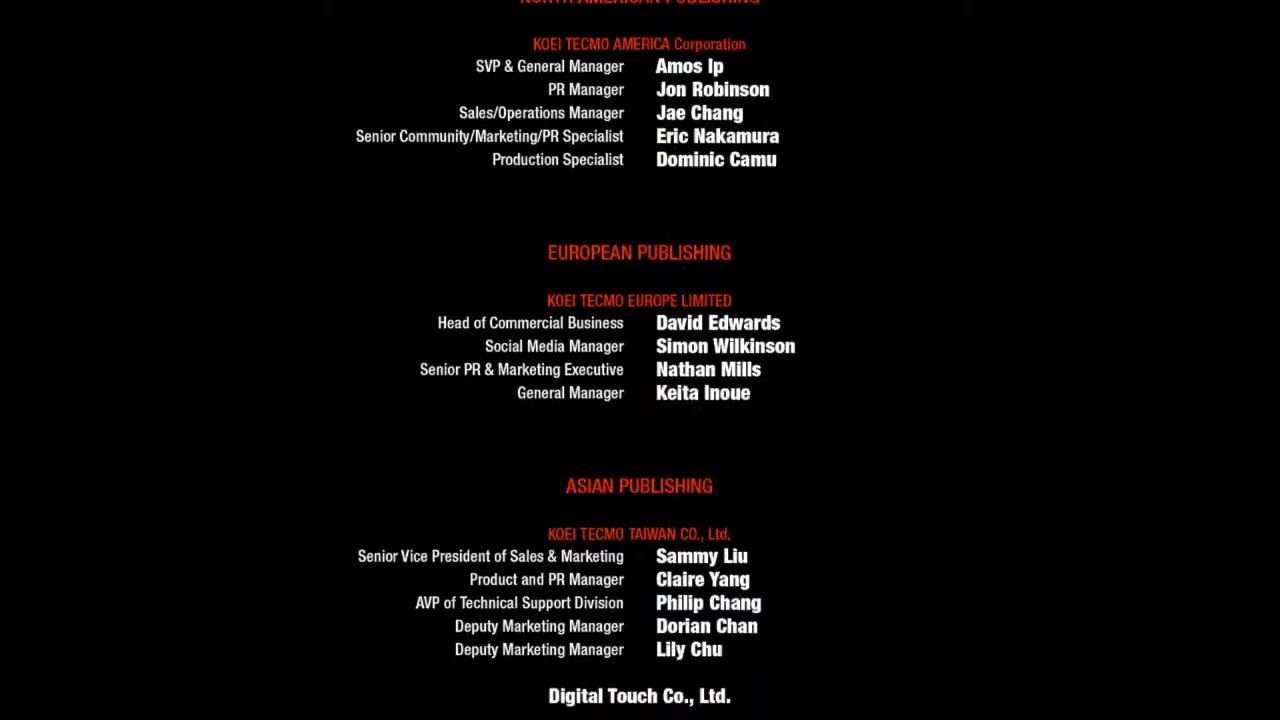 NORTH AMERICAN PUBLISHING
KOEI TECMO AMERICA Corporation
SVP & General Manager Amos Ip
PR Manager Jon Robinson
Sales/Operations Manager Jae Chang
Senior Community/Marketing/PR Specialist Eric Nakamura
Production Specialist Dominic Camu
EUROPEAN PUBLISHING
KOEI TECMO EUROPE LIMITED
Head of Commercial Business David Edwards
Social Media Manager Simon Wilkinson
Senior PR & Marketing Executive Nathan Mills
General Manager Keita Inoue
ASIAN PUBLISHING
KOEI TECMO TAIWAN CO., Ltd.
Senior Vice President of Sales & Marketing Sammy Liu
Product and PR Manager Claire Yang
AVP of Technical Support Division Philip Chang
Deputy Marketing Manager Dorian Chan
Deputy Marketing Manager Lily Chu
Digital Touch Co., Ltd.